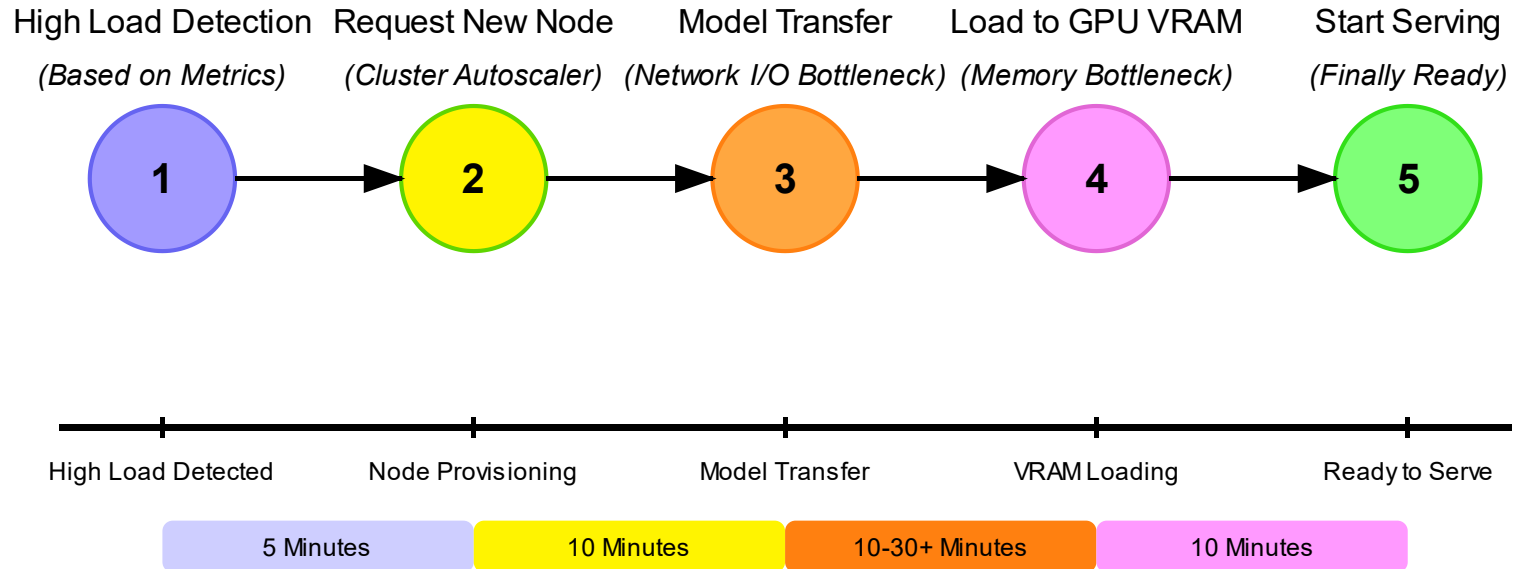 High Load Detection
Request New Node
Model Transfer
Load to GPU VRAM
Start Serving
(Based on Metrics)
(Cluster Autoscaler)
(Network I/O Bottleneck)
(Memory Bottleneck)
(Finally Ready)
1
2
3
4
5
High Load Detected
Node Provisioning
Model Transfer
VRAM Loading
Ready to Serve
5 Minutes
10 Minutes
10-30+ Minutes
10 Minutes